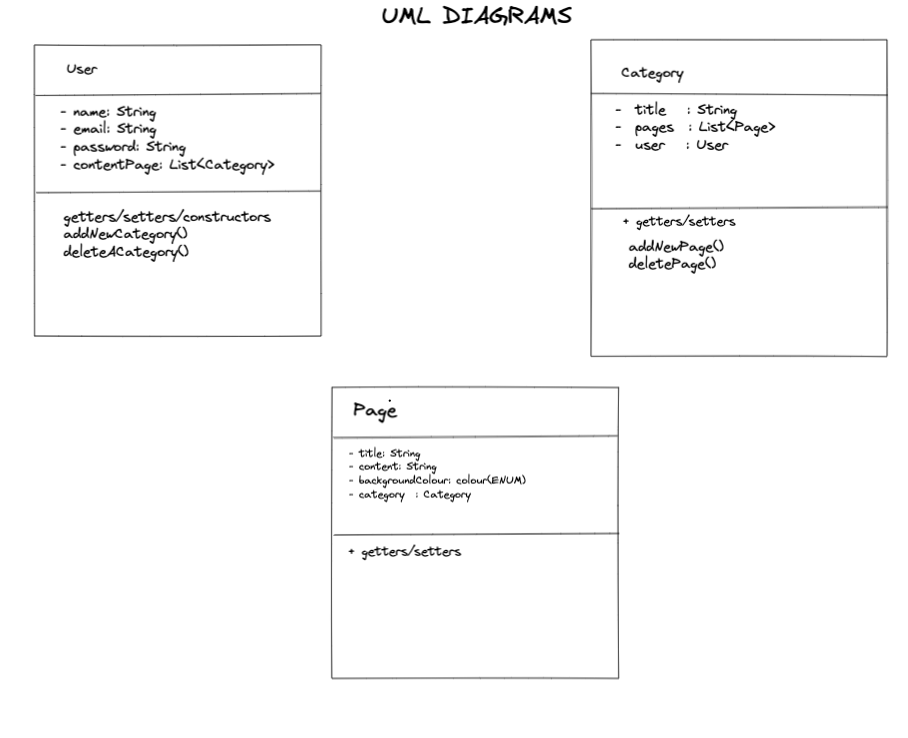 UML DIAGRAMS
User
- name: String
- email: String
- password: String
- contentPage: List<Category>
getters/setters/constructors
addNewCategory()
deleteACategory()
Category
- title : String
- pages : List<Page>
- user : User
+ getters/setters
addNewPage()
deletePage()
Page
- title: String
- content: String
- backgroundColour: colour(ENUM)
- category : Category
+ getters/setters